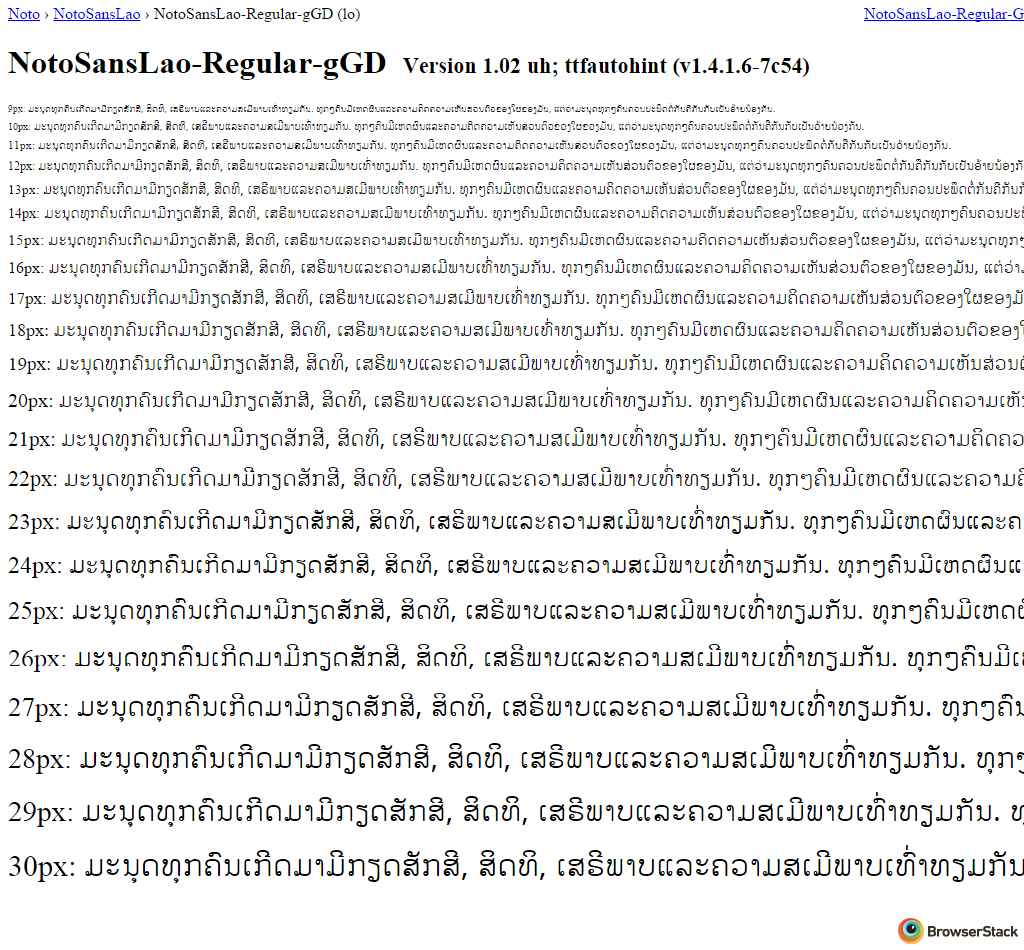 Noto › NotoSansLao › NotoSansLao-Regular-gGD (lo)
NotoSansLao-Regular-G
NotoSansLao-Regular-gGD Version 1.02 uh; ttfautohint (v1.4.1.6-7c54)
9px: ມະນຸດທຸກຄົນເກີດມາມີກຽດສັກສີ, ສິດທິ, ເສຣີພາບແລະຄວາມສເມີພາບເທົ່າທຽມກັນ. ທຸກໆຄົນມີເຫດຜົນແລະຄວາມຄິດຄວາມເຫັນສ່ວນຕົວຂອງໃຜຂອງມັນ, ແຕ່ວ່າມະນຸດທຸກໆຄົນຄວນປະພຶດຕໍ່ກັນຄືກັນກັບເປັນອ້າຍນ້ອງກັນ.
10px: ມະນຸດທຸກຄົນເກີດມາມີກຽດສັກສີ, ສິດທິ, ເສຣີພາບແລະຄວາມສເມີພາບເທົ່າທຽມກັນ. ທຸກໆຄົນມີເຫດຜົນແລະຄວາມຄິດຄວາມເຫັນສ່ວນຕົວຂອງໃຜຂອງມັນ, ແຕ່ວ່າມະນຸດທຸກໆຄົນຄວນປະພຶດຕໍ່ກັນຄືກັນກັບເປັນອ້າຍນ້ອງກັນ.
11px: ມະນຸດທຸກຄົນເກີດມາມີກຽດສັກສີ, ສິດທິ, ເສຣີພາບແລະຄວາມສເມີພາບເທົ່າທຽມກັນ. ທຸກໆຄົນມີເຫດຜົນແລະຄວາມຄິດຄວາມເຫັນສ່ວນຕົວຂອງໃຜຂອງມັນ, ແຕ່ວ່າມະນຸດທຸກໆຄົນຄວນປະພຶດຕໍ່ກັນຄືກັນກັບເປັນອ້າຍນ້ອງກັນ.
12px: ມະນຸດທຸກຄົນເກີດມາມີກຽດສັກສີ, ສິດທິ, ເສຣີພາບແລະຄວາມສເມີພາບເທົ່າທຽມກັນ. ທຸກໆຄົນມີເຫດຜົນແລະຄວາມຄິດຄວາມເຫັນສ່ວນຕົວຂອງໃຜຂອງມັນ, ແຕ່ວ່າມະນຸດທຸກໆຄົນຄວນປະພຶດຕໍ່ກັນຄືກັນກັບເປັນອ້າຍນ້ອງກັ
13px: ມະນຸດທຸກຄົນເກີດມາມີກຽດສັກສີ, ສິດທິ, ເສຣີພາບແລະຄວາມສເມີພາບເທົ່າທຽມກັນ. ທຸກໆຄົນມີເຫດຜົນແລະຄວາມຄິດຄວາມເຫັນສ່ວນຕົວຂອງໃຜຂອງມັນ, ແຕ່ວ່າມະນຸດທຸກໆຄົນຄວນປະພຶດຕໍ່ກັນຄືກັນກັ
14px: ມະນຸດທຸກຄົນເກີດມາມີກຽດສັກສີ, ສິດທິ, ເສຣີພາບແລະຄວາມສເມີພາບເທົ່າທຽມກັນ. ທຸກໆຄົນມີເຫດຜົນແລະຄວາມຄິດຄວາມເຫັນສ່ວນຕົວຂອງໃຜຂອງມັນ, ແຕ່ວ່າມະນຸດທຸກໆຄົນຄວນປະ
15px: ມະນຸດທຸກຄົນເກີດມາມີກຽດສັກສີ, ສິດທິ, ເສຣີພາບແລະຄວາມສເມີພາບເທົ່າທຽມກັນ. ທຸກໆຄົນມີເຫດຜົນແລະຄວາມຄິດຄວາມເຫັນສ່ວນຕົວຂອງໃຜຂອງມັນ, ແຕ່ວ່າມະນຸດທຸກໆ
16px: ມະນຸດທຸກຄົນເກີດມາມີກຽດສັກສີ, ສິດທິ, ເສຣີພາບແລະຄວາມສເມີພາບເທົ່າທຽມກັນ. ທຸກໆຄົນມີເຫດຜົນແລະຄວາມຄິດຄວາມເຫັນສ່ວນຕົວຂອງໃຜຂອງມັນ, ແຕ່ວ່າ
17px: ມະນຸດທຸກຄົນເກີດມາມີກຽດສັກສີ, ສິດທິ, ເສຣີພາບແລະຄວາມສເມີພາບເທົ່າທຽມກັນ. ທຸກໆຄົນມີເຫດຜົນແລະຄວາມຄິດຄວາມເຫັນສ່ວນຕົວຂອງໃຜຂອງມັ
18px: ມະນຸດທຸກຄົນເກີດມາມີກຽດສັກສີ, ສິດທິ, ເສຣີພາບແລະຄວາມສເມີພາບເທົ່າທຽມກັນ. ທຸກໆຄົນມີເຫດຜົນແລະຄວາມຄິດຄວາມເຫັນສ່ວນຕົວຂອງ
19px: ມະນຸດທຸກຄົນເກີດມາມີກຽດສັກສີ, ສິດທິ, ເສຣີພາບແລະຄວາມສເມີພາບເທົ່າທຽມກັນ. ທຸກໆຄົນມີເຫດຜົນແລະຄວາມຄິດຄວາມເຫັນສ່ວນ
20px: ມະນຸດທຸກຄົນເກີດມາມີກຽດສັກສີ, ສິດທິ, ເສຣີພາບແລະຄວາມສເມີພາບເທົ່າທຽມກັນ. ທຸກໆຄົນມີເຫດຜົນແລະຄວາມຄິດຄວາມເຫັ
21px: ມະນຸດທຸກຄົນເກີດມາມີກຽດສັກສີ, ສິດທິ, ເສຣີພາບແລະຄວາມສເມີພາບເທົ່າທຽມກັນ. ທຸກໆຄົນມີເຫດຜົນແລະຄວາມຄິດຄວ
22px: ມະນຸດທຸກຄົນເກີດມາມີກຽດສັກສີ, ສິດທິ, ເສຣີພາບແລະຄວາມສເມີພາບເທົ່າທຽມກັນ. ທຸກໆຄົນມີເຫດຜົນແລະຄວາມຄິ
23px: ມະນຸດທຸກຄົນເກີດມາມີກຽດສັກສີ, ສິດທິ, ເສຣີພາບແລະຄວາມສເມີພາບເທົ່າທຽມກັນ. ທຸກໆຄົນມີເຫດຜົນແລະຄ
24px: ມະນຸດທຸກຄົນເກີດມາມີກຽດສັກສີ, ສິດທິ, ເສຣີພາບແລະຄວາມສເມີພາບເທົ່າທຽມກັນ. ທຸກໆຄົນມີເຫດຜົນແ
25px: ມະນຸດທຸກຄົນເກີດມາມີກຽດສັກສີ, ສິດທິ, ເສຣີພາບແລະຄວາມສເມີພາບເທົ່າທຽມກັນ. ທຸກໆຄົນມີເຫດ
26px: ມະນຸດທຸກຄົນເກີດມາມີກຽດສັກສີ, ສິດທິ, ເສຣີພາບແລະຄວາມສເມີພາບເທົ່າທຽມກັນ. ທຸກໆຄົນມີເ
27px: ມະນຸດທຸກຄົນເກີດມາມີກຽດສັກສີ, ສິດທິ, ເສຣີພາບແລະຄວາມສເມີພາບເທົ່າທຽມກັນ. ທຸກໆຄົນ
28px: ມະນຸດທຸກຄົນເກີດມາມີກຽດສັກສີ, ສິດທິ, ເສຣີພາບແລະຄວາມສເມີພາບເທົ່າທຽມກັນ. ທຸກໆ
29px: ມະນຸດທຸກຄົນເກີດມາມີກຽດສັກສີ, ສິດທິ, ເສຣີພາບແລະຄວາມສເມີພາບເທົ່າທຽມກັນ.
30px: ມະນຸດທຸກຄົນເກີດມາມີກຽດສັກສີ, ສິດທິ, ເສຣີພາບແລະຄວາມສເມີພາບເທົ່າທຽມກັນ
BrowserStack